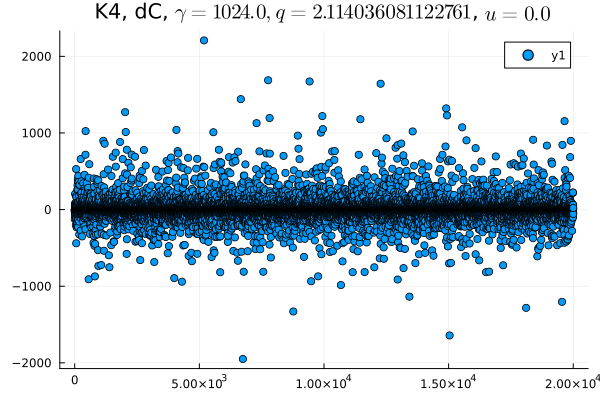 K4, dC, γ = 1024.0, q = 2.114036081122761, u = 0.0
y1
2000
1000
0
−1000
−2000
0 5.00×10³ 1.00×10⁴ 1.50×10⁴ 2.00×10⁴